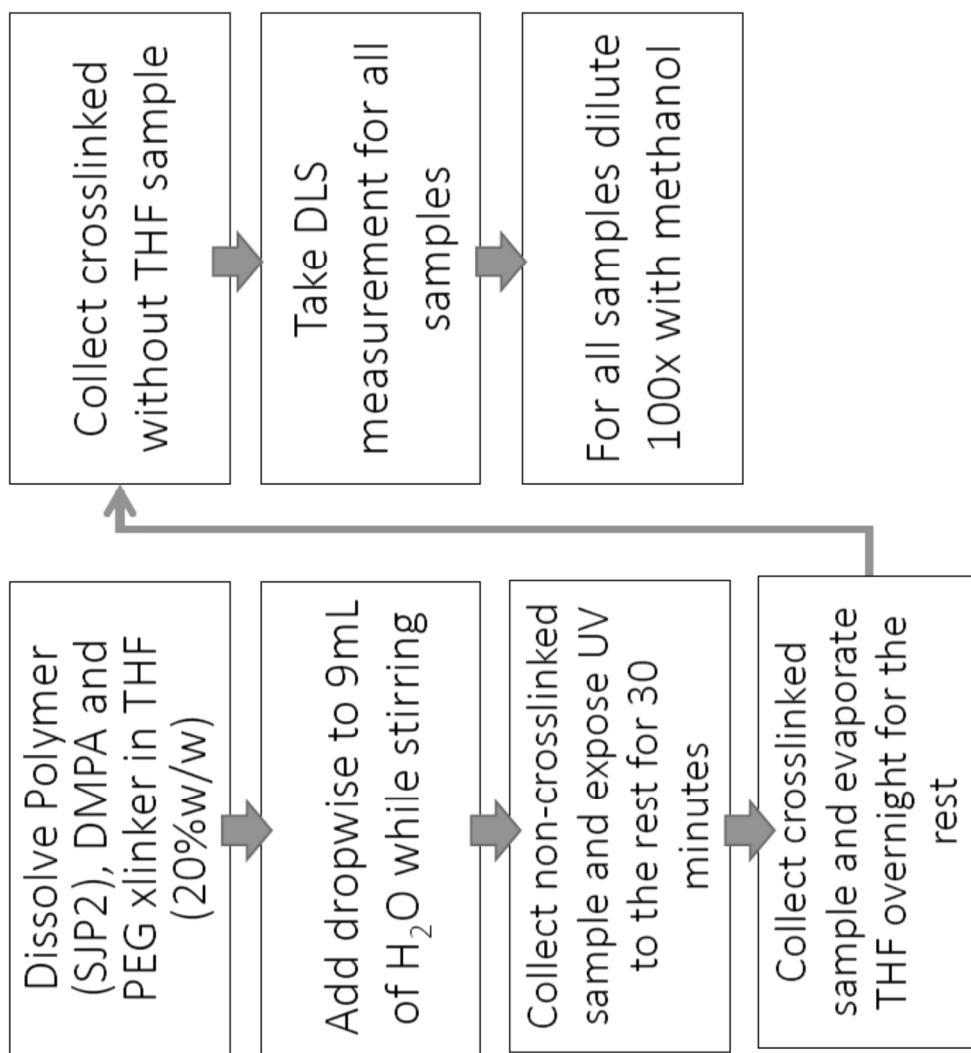 Dissolve Polymer
(SJP2), DMPA and
PEG xlinker in THF
(20%w/w)
Add dropwise to 9mL
of H₂O while stirring
Collect non-crosslinked
sample and expose UV
to the rest for 30
minutes
Collect crosslinked
sample and evaporate
THF overnight for the
rest
Collect crosslinked
without THF sample
Take DLS
measurement for all
samples
For all samples dilute
100x with methanol